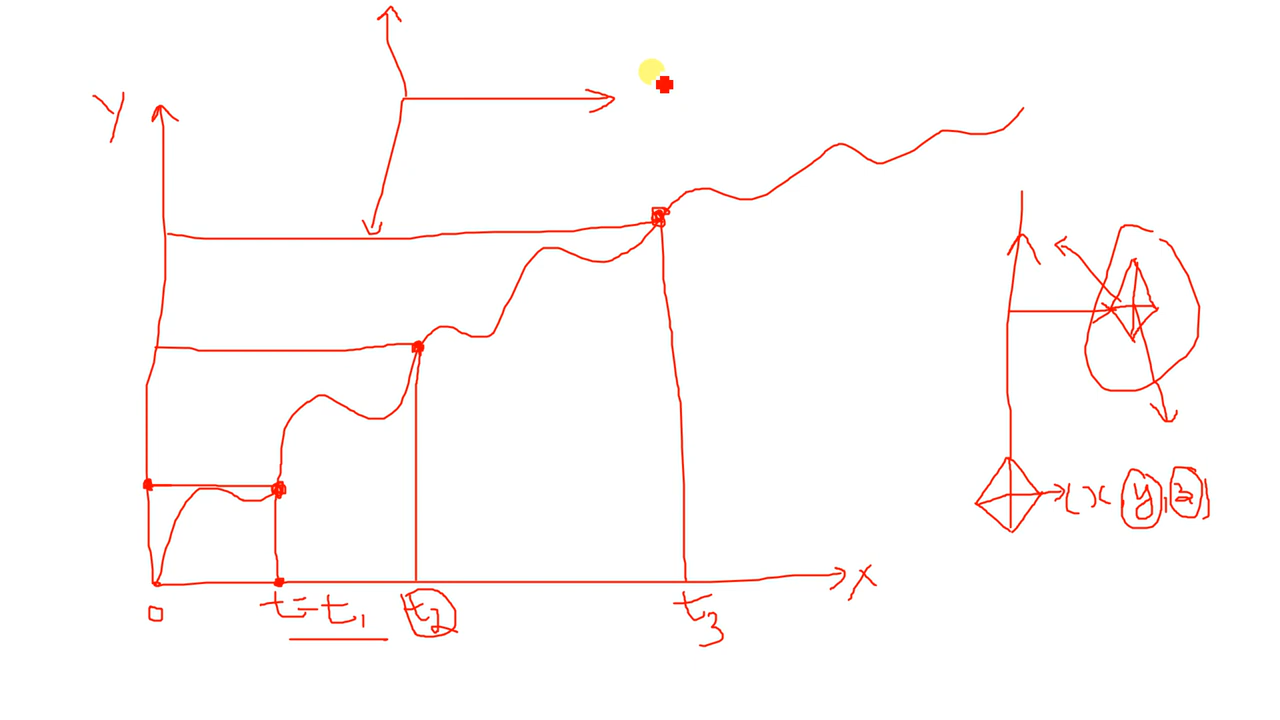 Y
(x y, z)
X
0
t=t₁
t₂
t₃